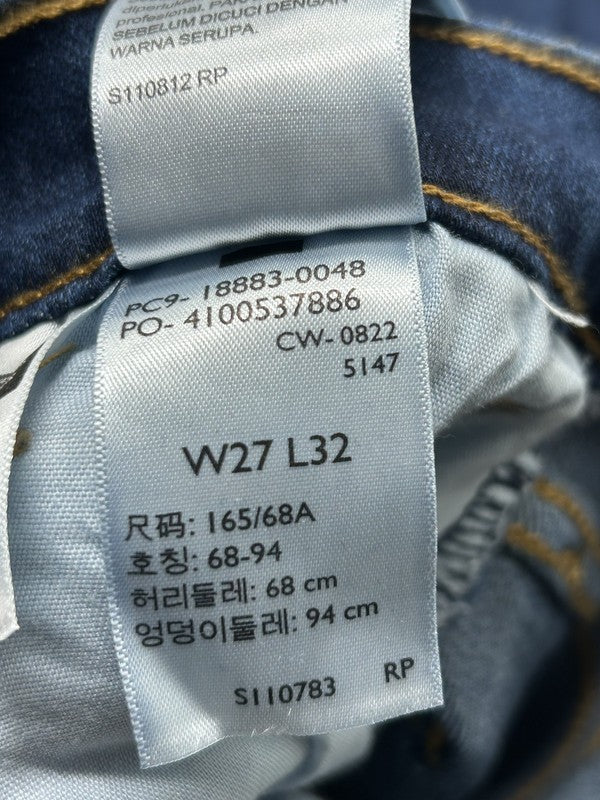 profesional. PAK
SEBELUM DICUCI DENGAN
WARNA SERUPA.
S110812 RP
PC9- 18883-0048
PO- 4100537886
CW- 0822
5147
W27 L32
尺码: 165/68A
호칭: 68-94
허리둘레: 68 cm
엉덩이둘레: 94 cm
S110783 RP